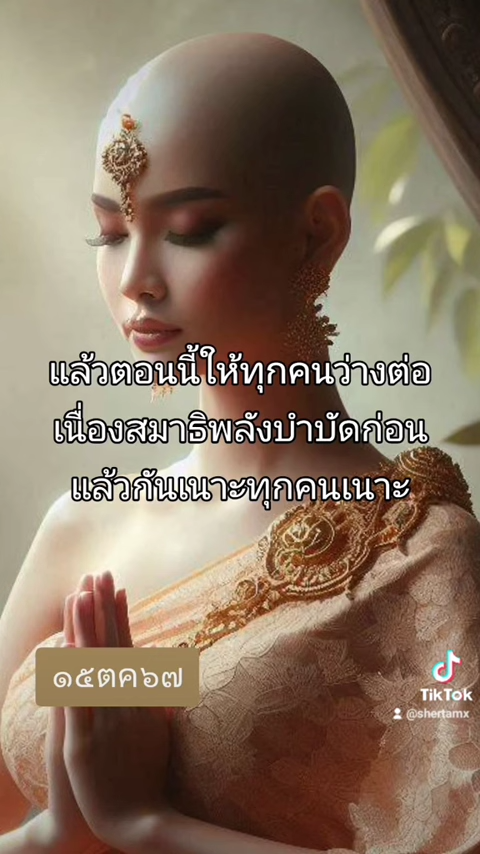 แล้วตอนนี้ให้ทุกคนว่างต่อ
เนื่องสมาธิพลังบำบัดก่อน
แล้วกันเนาะทุกคนเนาะ
๑๕ตค๖๗
TikTok
@shertamx